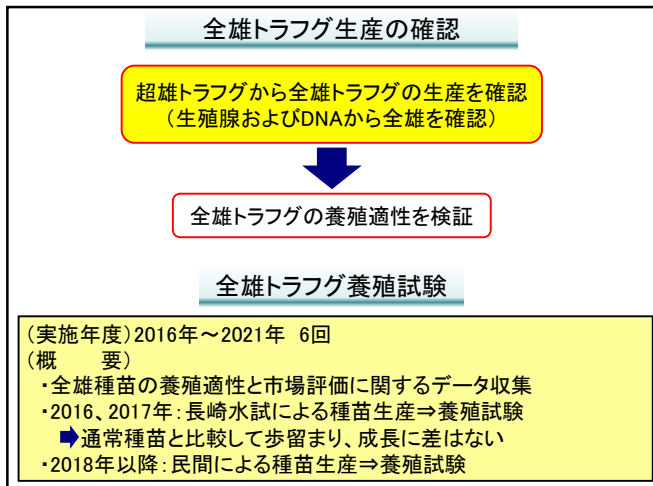 全雄トラフグ生産の確認
超雄トラフグから全雄トラフグの生産を確認
（生殖腺およびDNAから全雄を確認）
全雄トラフグの養殖適性を検証
全雄トラフグ養殖試験
（実施年度）2016年～2021年 6回
（概　　要）
・全雄種苗の養殖適性と市場評価に関するデータ収集
・2016、2017年：長崎水試による種苗生産⇒養殖試験
➡通常種苗と比較して歩留まり、成長に差はない
・2018年以降：民間による種苗生産⇒養殖試験